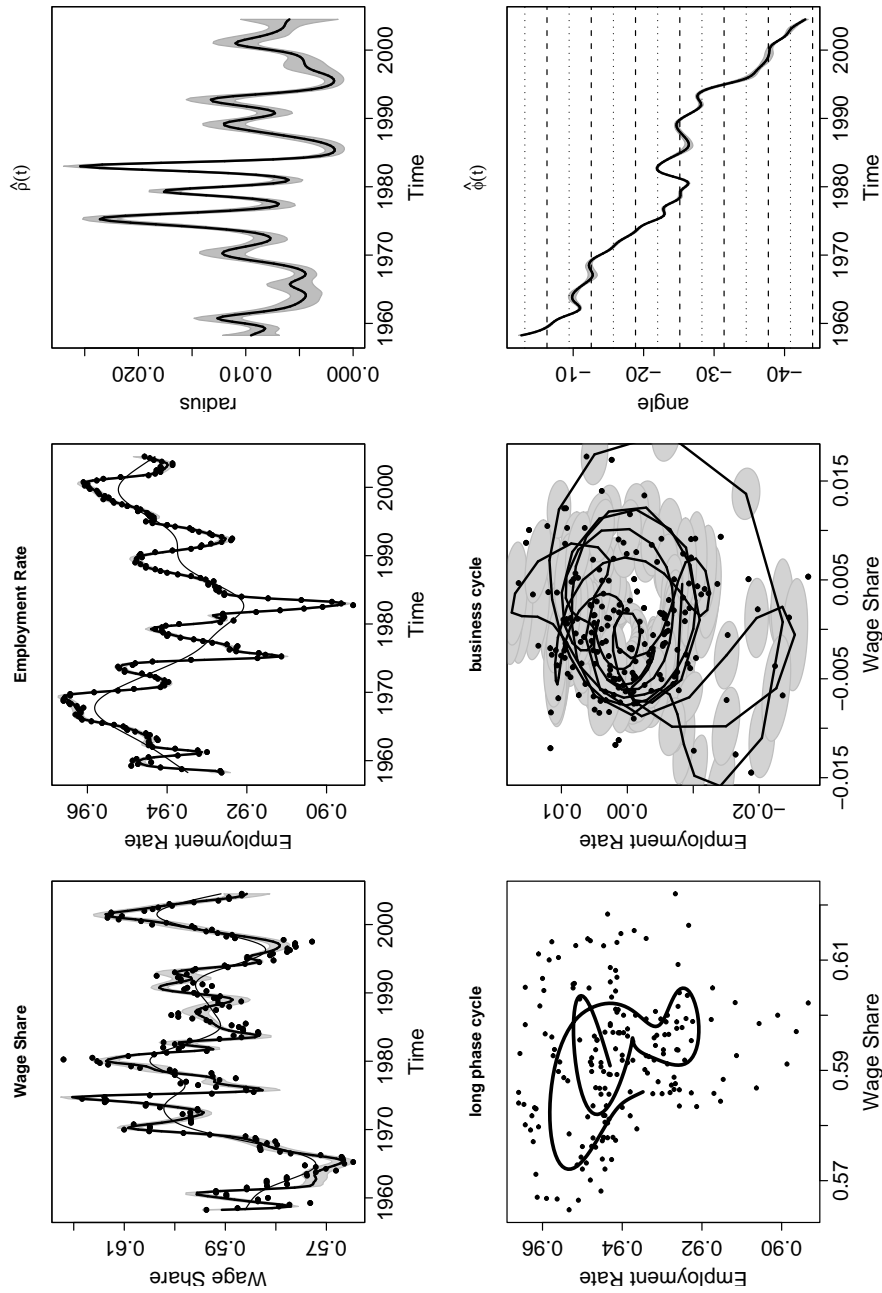 Wage Share
Wage Share
0.57 0.59 0.61
1960 1970 1980 1990 2000
Time
Employment Rate
Employment Rate
0.90 0.92 0.94 0.96
1960 1970 1980 1990 2000
Time
ρ̂(t)
radius
0.000 0.010 0.020
1960 1970 1980 1990 2000
Time
long phase cycle
Employment Rate
0.90 0.92 0.94 0.96
0.57 0.59 0.61
Wage Share
business cycle
Employment Rate
−0.02 0.00 0.01
−0.015 −0.005 0.005 0.015
Wage Share
ϕ̂(t)
angle
−40 −30 −20 −10
1960 1970 1980 1990 2000
Time